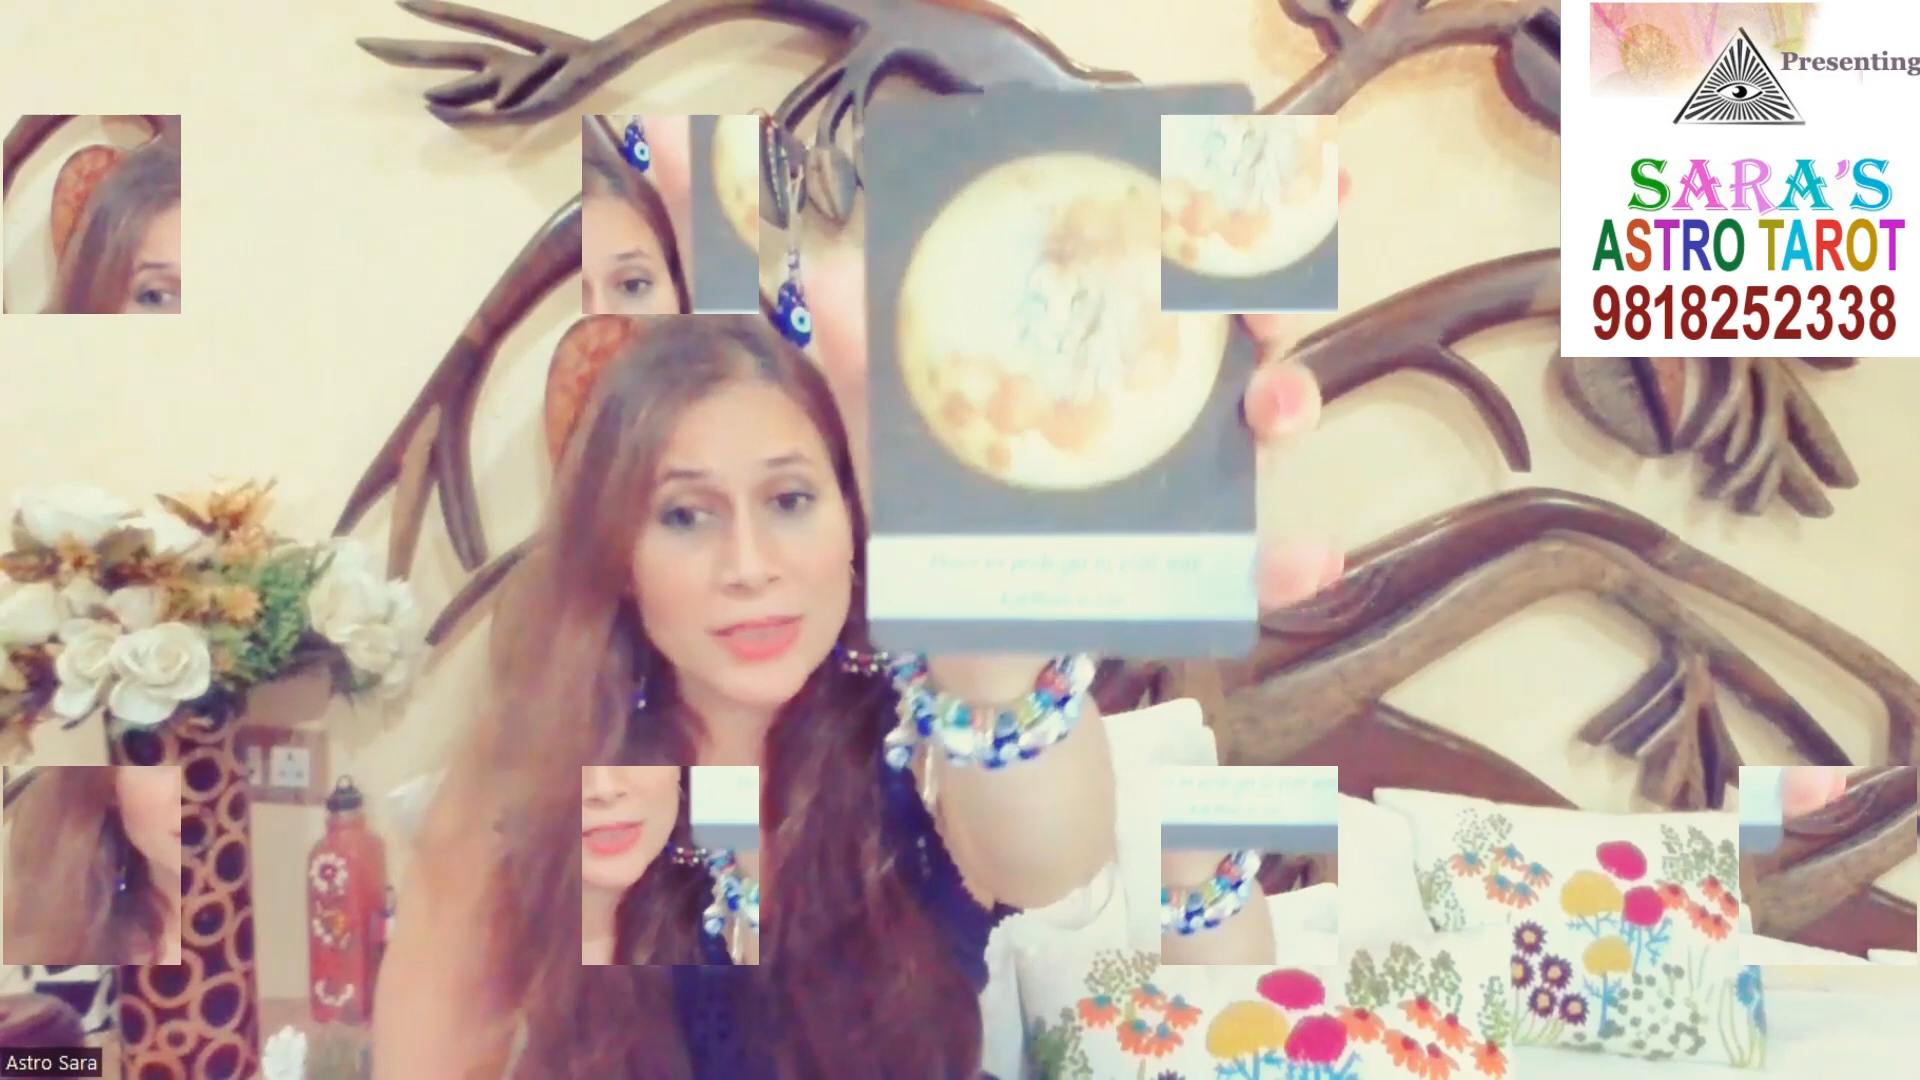 Presenting
SARA'S
ASTRO TAROT
9818252338
Astro Sara